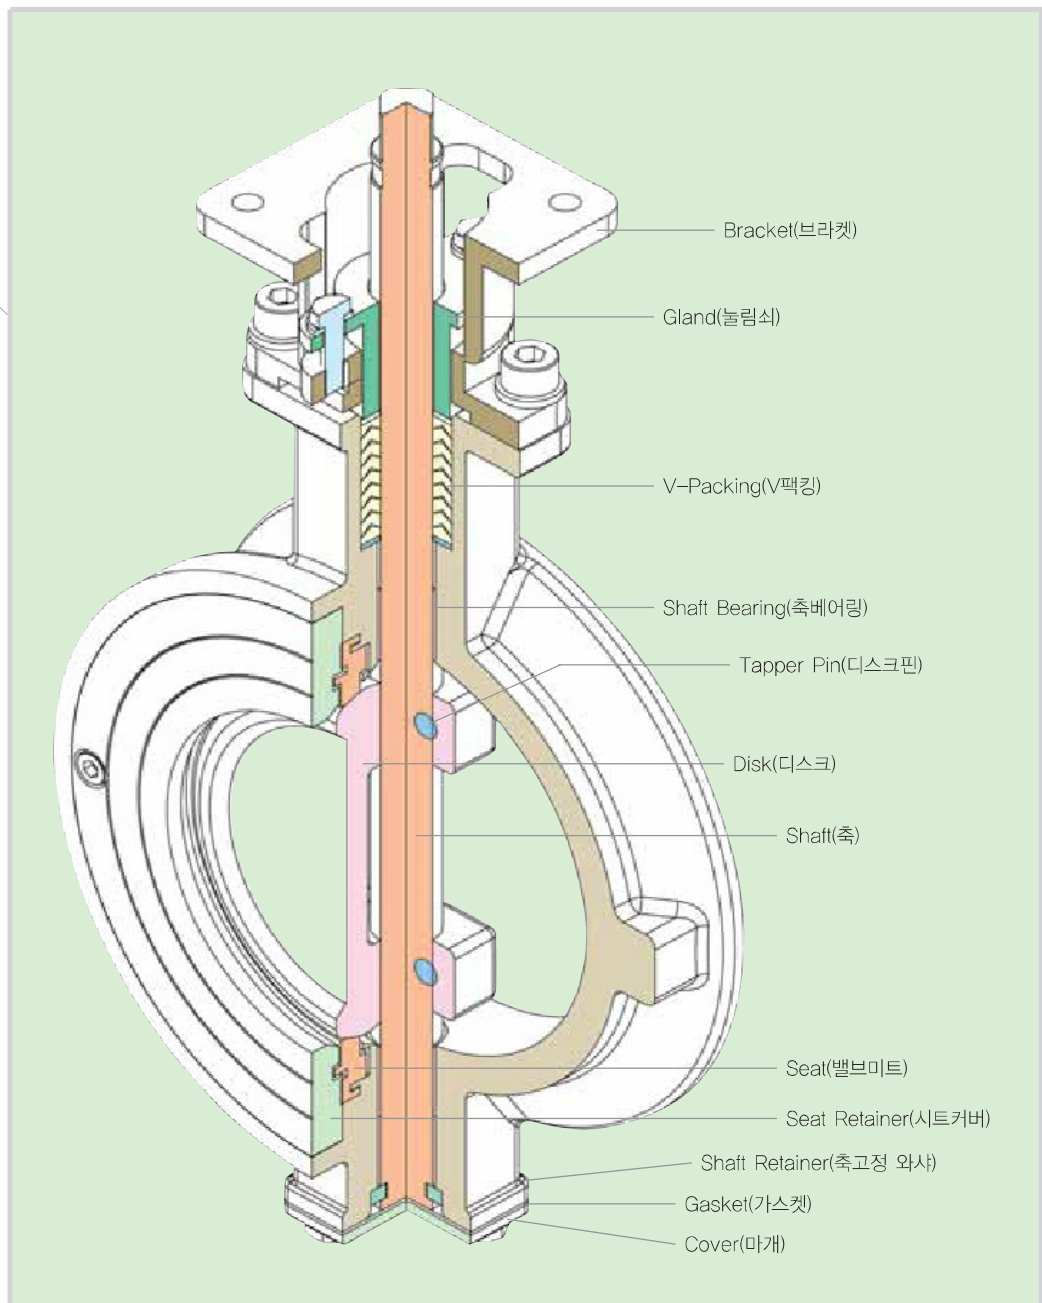 Bracket(브라켓)
Gland(눌림쇠)
V-Packing(V팩킹)
Shaft Bearing(축베어링)
Tapper Pin(디스크핀)
Disk(디스크)
Shaft(축)
Seat(밸브미트)
Seat Retainer(시트커버)
Shaft Retainer(축고정 와샤)
Gasket(가스켓)
Cover(마개)